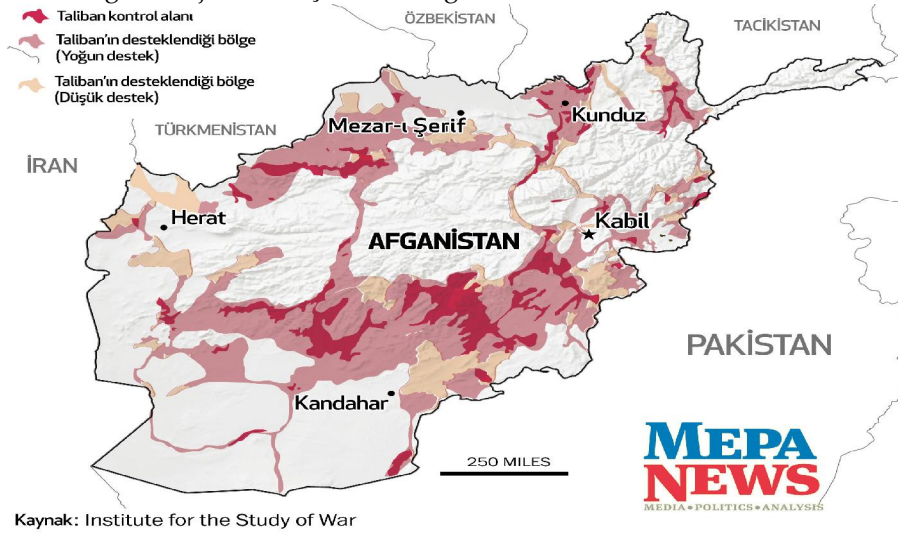 Taliban kontrol alanı
Taliban'ın desteklendiği bölge
(Yoğun destek)
Taliban'ın desteklendiği bölge
(Düşük destek)
ÖZBEKİSTAN
TACİKİSTAN
TÜRKMENİSTAN
Mezar-ı Şerif
Kunduz
İRAN
Herat
Kabil
AFGANİSTAN
PAKİSTAN
Kandahar
250 MILES
MEPA
NEWS
MEDIA • POLITICS • ANALYSIS
Kaynak: Institute for the Study of War